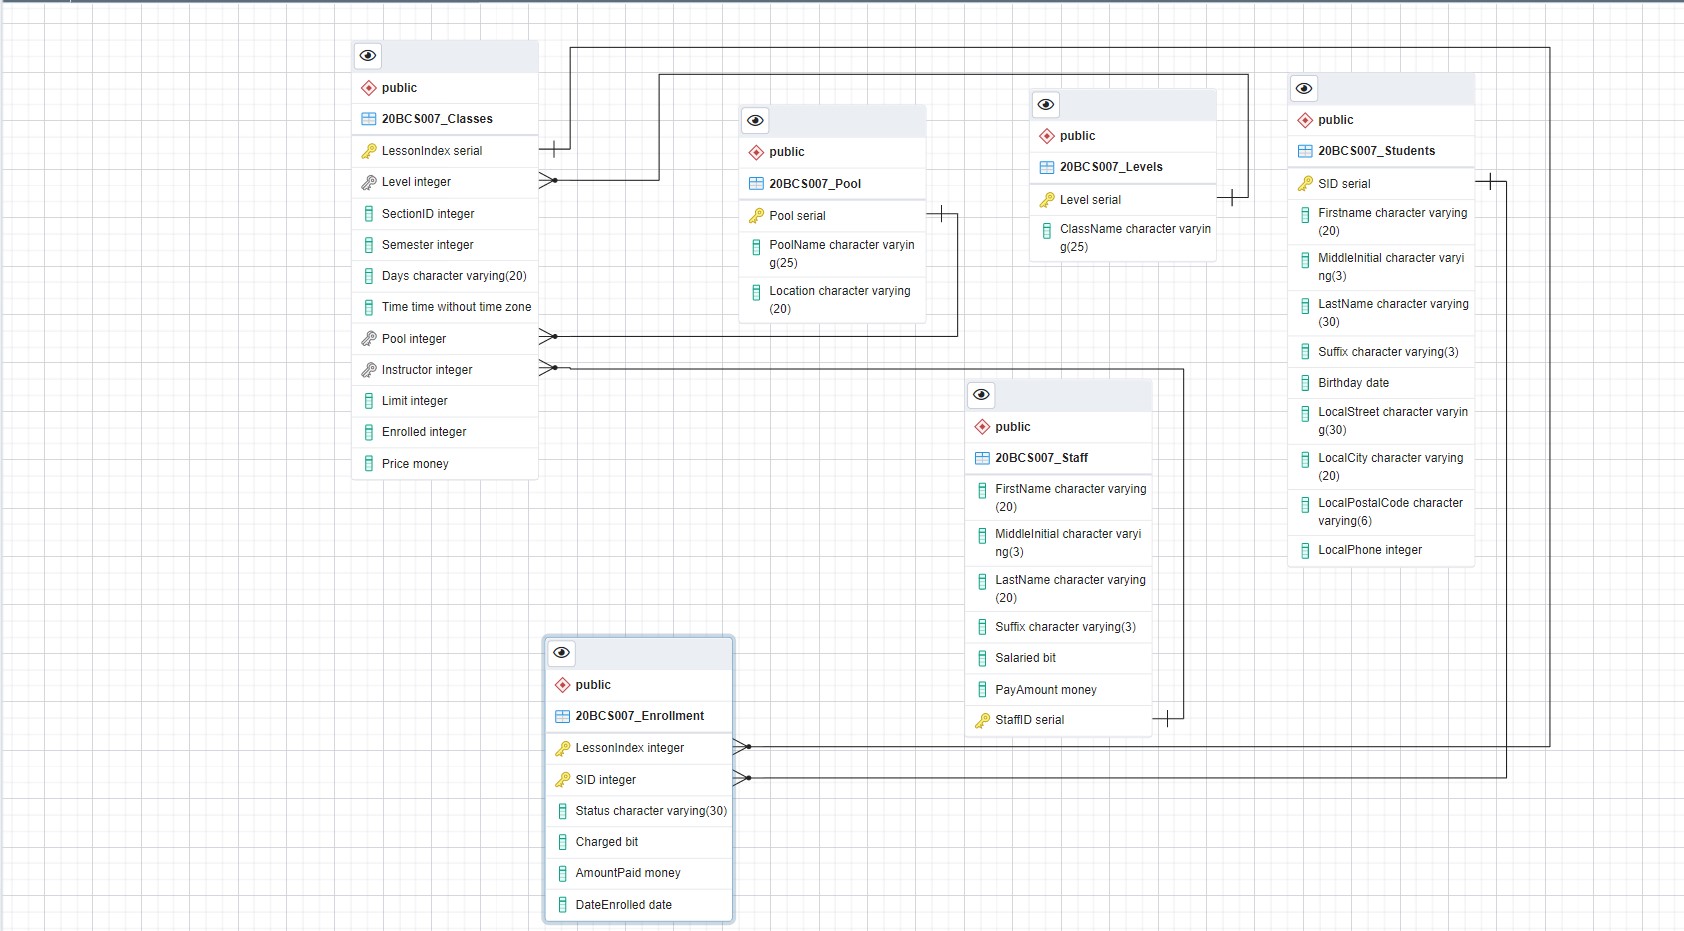 public
20BCS007_Classes
LessonIndex serial
Level integer
SectionID integer
Semester integer
Days character varying(20)
Time time without time zone
Pool integer
Instructor integer
Limit integer
Enrolled integer
Price money
public
20BCS007_Pool
Pool serial
PoolName character varyin
g(25)
Location character varying
(20)
public
20BCS007_Levels
Level serial
ClassName character varyin
g(25)
public
20BCS007_Students
SID serial
Firstname character varying
(20)
MiddleInitial character varyi
ng(3)
LastName character varying
(30)
Suffix character varying(3)
Birthday date
LocalStreet character varyin
g(30)
LocalCity character varying
(20)
LocalPostalCode character
varying(6)
LocalPhone integer
public
20BCS007_Staff
FirstName character varying
(20)
MiddleInitial character varyi
ng(3)
LastName character varying
(20)
Suffix character varying(3)
Salaried bit
PayAmount money
StaffID serial
public
20BCS007_Enrollment
LessonIndex integer
SID integer
Status character varying(30)
Charged bit
AmountPaid money
DateEnrolled date